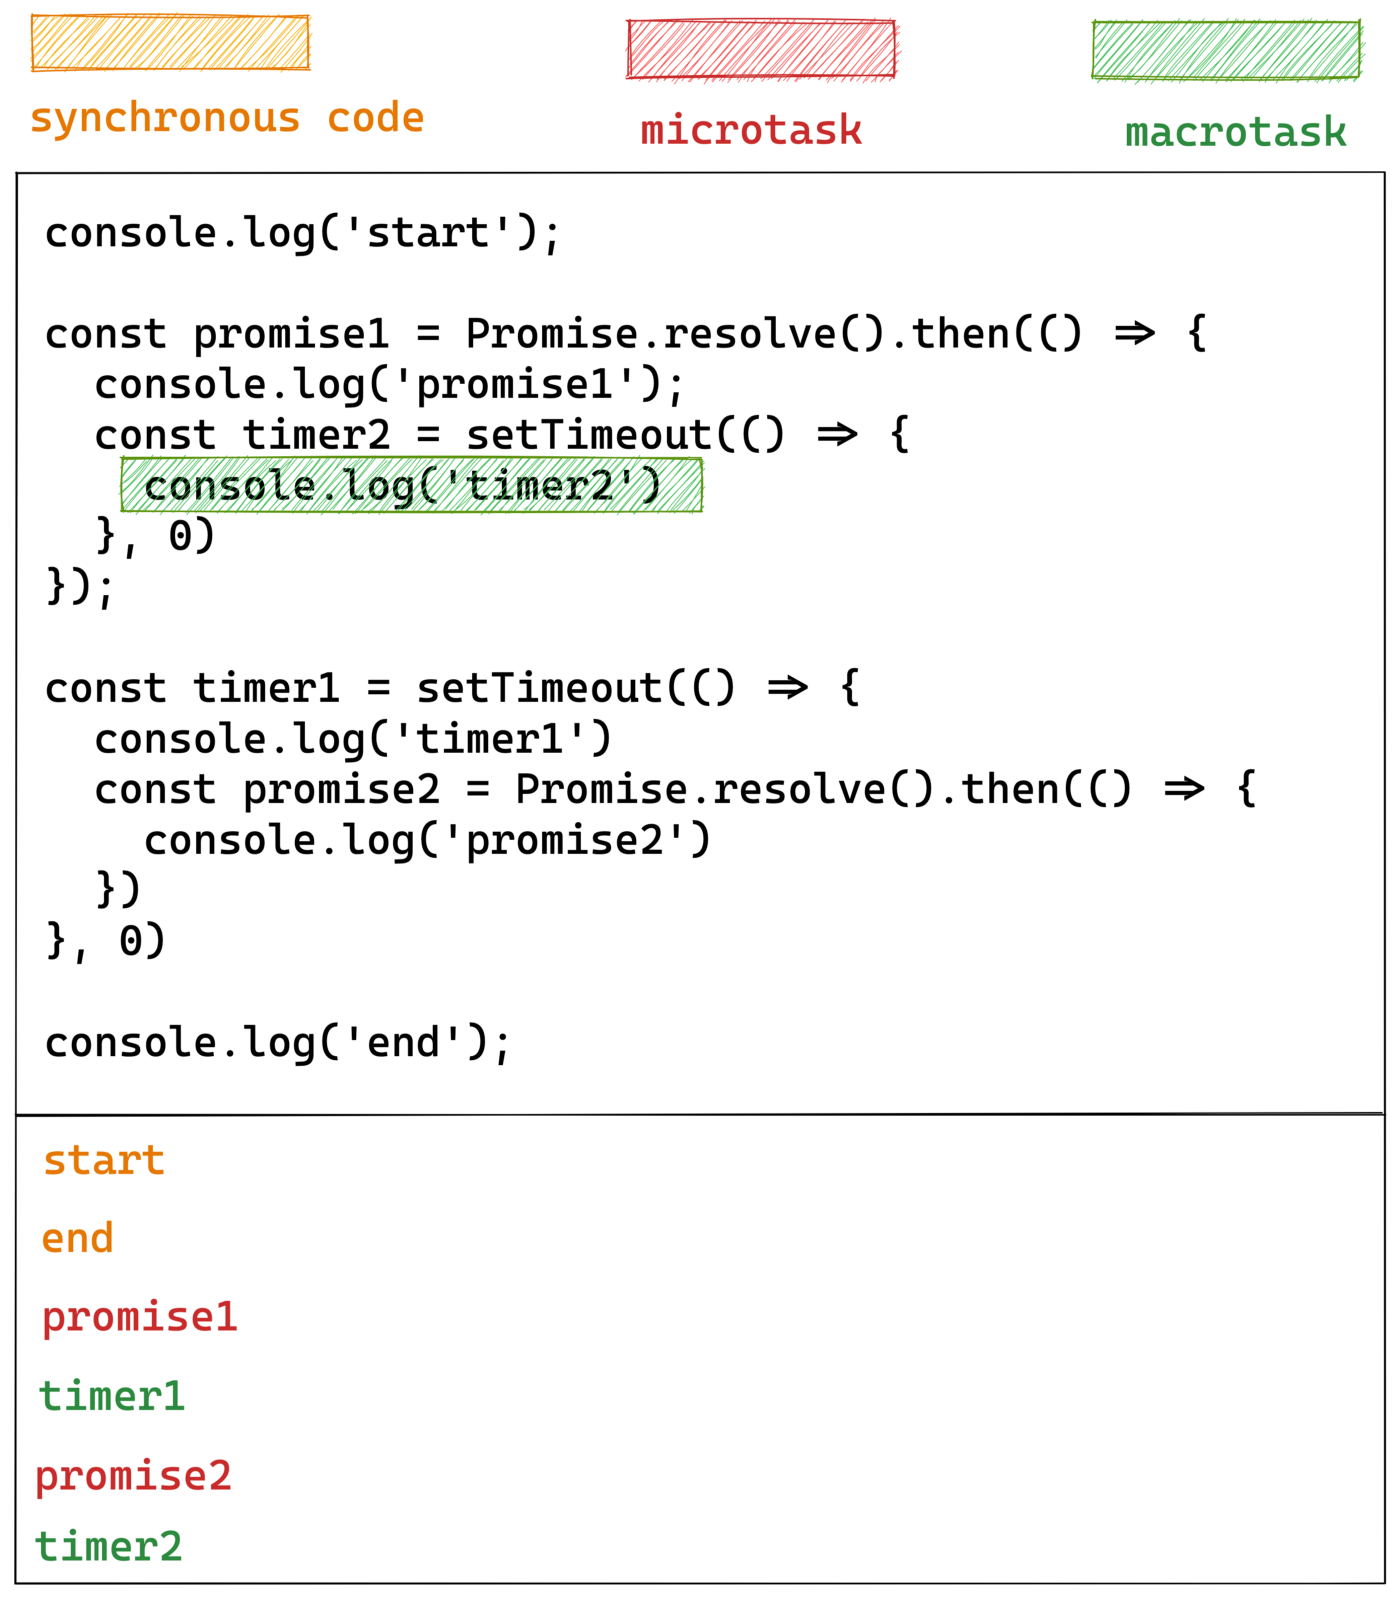 synchronous code
microtask
macrotask
console.log('start');
const promise1 = Promise.resolve().then(() ⇒ {
  console.log('promise1');
  const timer2 = setTimeout(() ⇒ {
    console.log('timer2')
  }, 0)
});
const timer1 = setTimeout(() ⇒ {
  console.log('timer1')
  const promise2 = Promise.resolve().then(() ⇒ {
    console.log('promise2')
  })
}, 0)
console.log('end');
start
end
promise1
timer1
promise2
timer2